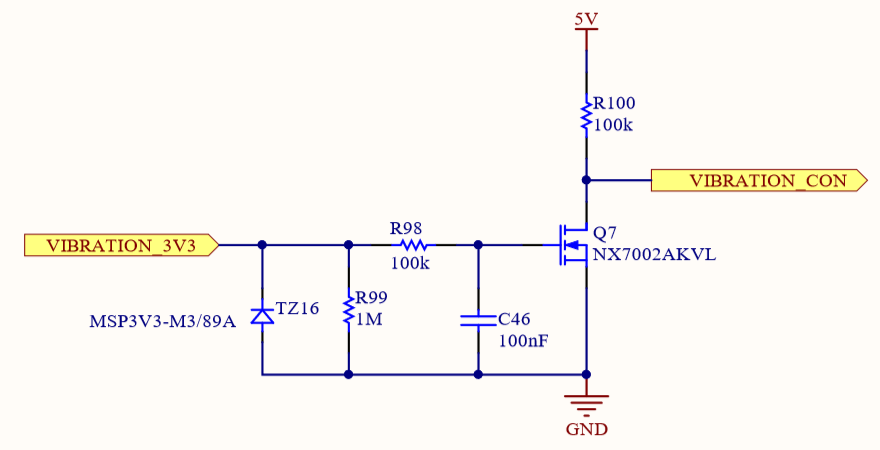 5V
R100
100k
VIBRATION_CON
R98
VIBRATION_3V3
Q7
NX7002AKVL
100k
R99
TZ16
1M
MSP3V3-M3/89A
C46
100nF
GND